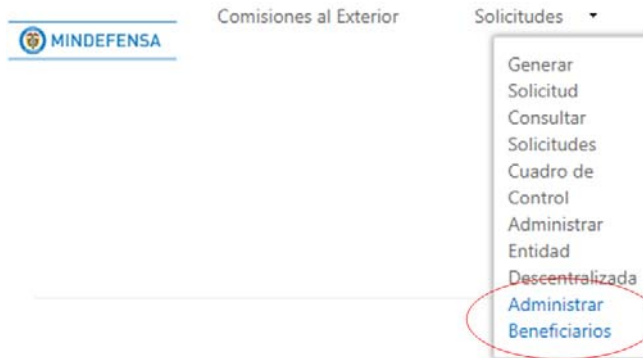 Comisiones al Exterior
Solicitudes
MINDEFENSA
Generar
Solicitud
Consultar
Solicitudes
Cuadro de
Control
Administrar
Entidad
Descentralizada
Administrar
Beneficiarios